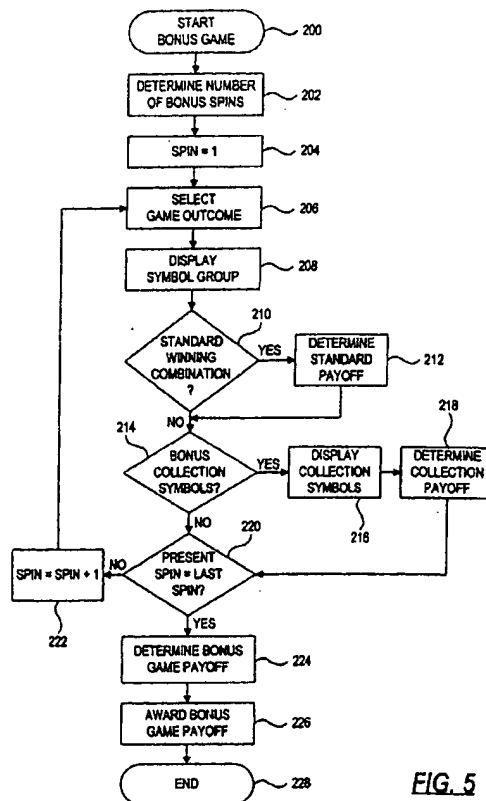 START
BONUS GAME
200
DETERMINE NUMBER
OF BONUS SPINS
202
SPIN = 1
204
SELECT
GAME OUTCOME
206
DISPLAY
SYMBOL GROUP
208
210
STANDARD
WINNING
COMBINATION
?
YES
DETERMINE
STANDARD
PAYOFF
212
NO
214
BONUS
COLLECTION
SYMBOLS?
YES
DISPLAY
COLLECTION
SYMBOLS
216
218
DETERMINE
COLLECTION
PAYOFF
NO
220
PRESENT
SPIN = LAST
SPIN?
NO
SPIN = SPIN + 1
222
YES
DETERMINE BONUS
GAME PAYOFF
224
AWARD BONUS
GAME PAYOFF
226
END
228
FIG. 5